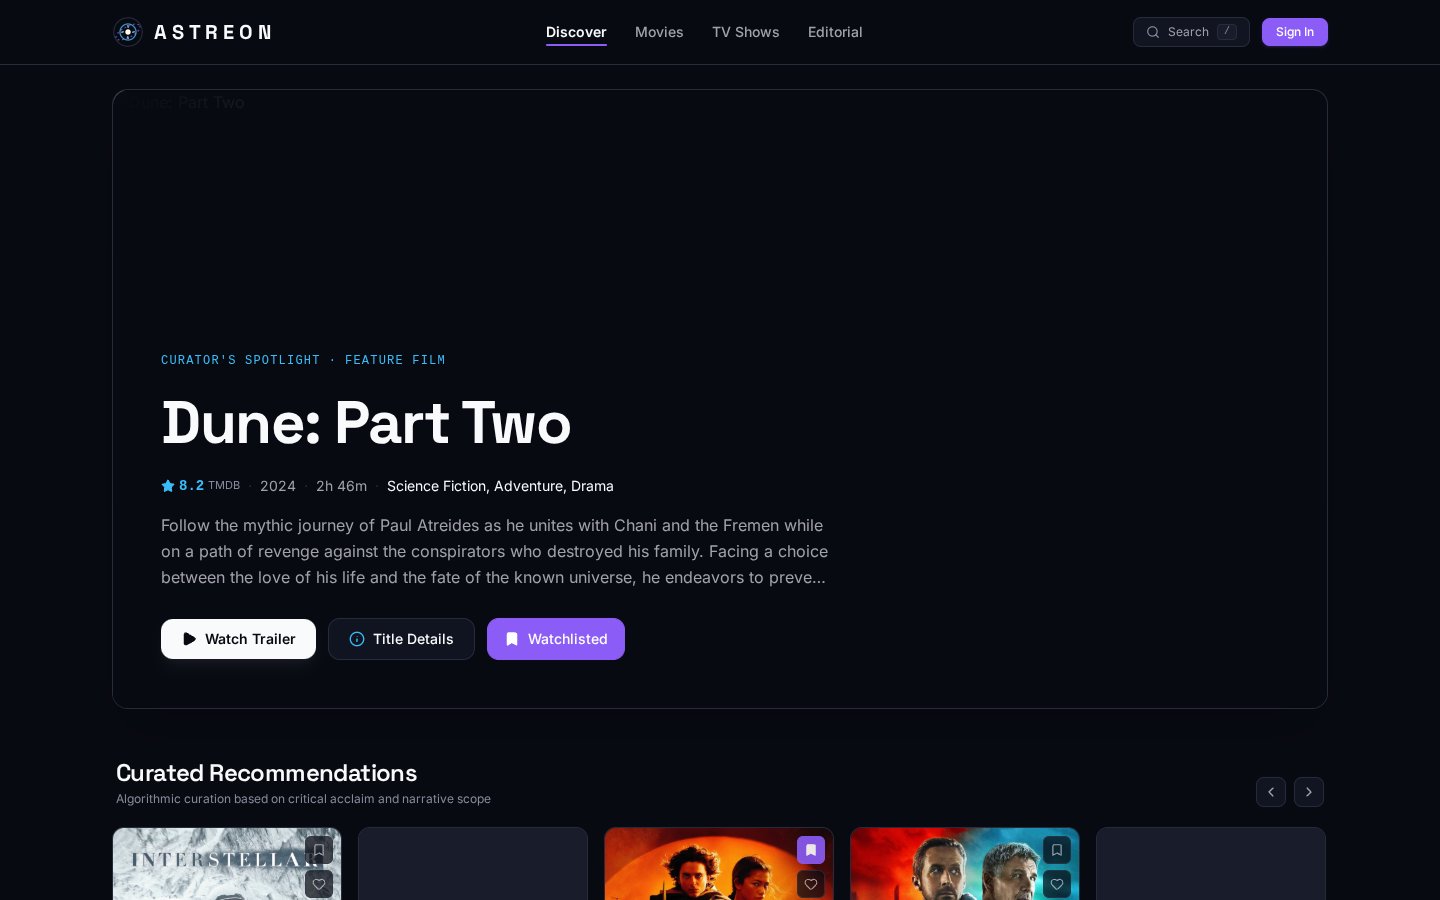 ASTREON
Discover
Movies
TV Shows
Editorial
Search /
Sign In
Dune: Part Two
CURATOR'S SPOTLIGHT · FEATURE FILM
Dune: Part Two
8.2 TMDB · 2024 · 2h 46m · Science Fiction, Adventure, Drama
Follow the mythic journey of Paul Atreides as he unites with Chani and the Fremen while
on a path of revenge against the conspirators who destroyed his family. Facing a choice
between the love of his life and the fate of the known universe, he endeavors to preve...
Watch Trailer
Title Details
Watchlisted
Curated Recommendations
Algorithmic curation based on critical acclaim and narrative scope
INTERSTELLAR